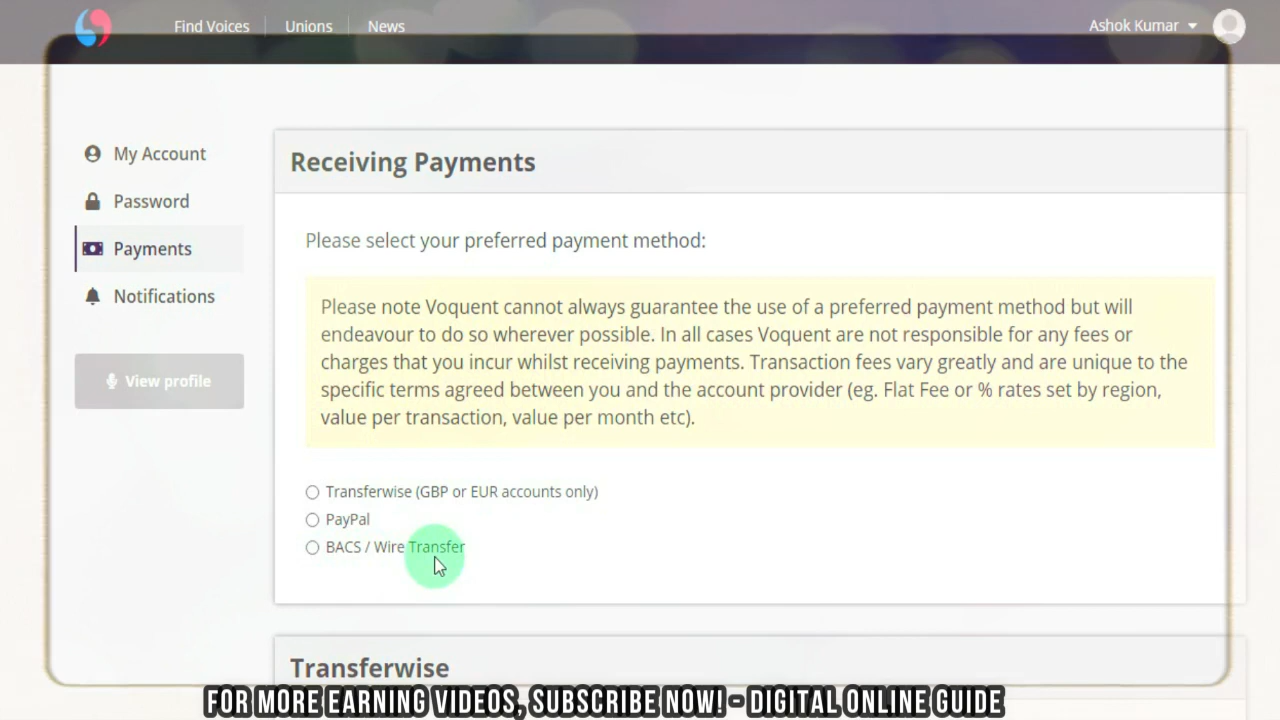 Find Voices
Unions
News
Ashok Kumar
My Account
Password
Payments
Notifications
View profile
Receiving Payments
Please select your preferred payment method:
Please note Voquent cannot always guarantee the use of a preferred payment method but will
endeavour to do so wherever possible. In all cases Voquent are not responsible for any fees or
charges that you incur whilst receiving payments. Transaction fees vary greatly and are unique to the
specific terms agreed between you and the account provider (eg. Flat Fee or % rates set by region,
value per transaction, value per month etc).
Transferwise (GBP or EUR accounts only)
PayPal
BACS / Wire Transfer
Transferwise
FOR MORE EARNING VIDEOS, SUBSCRIBE NOW! - DIGITAL ONLINE GUIDE